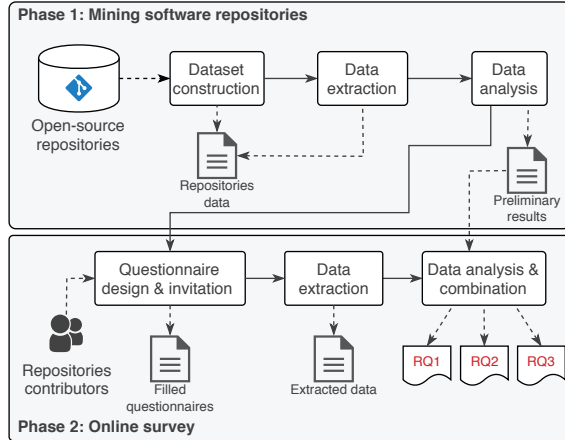 Phase 1: Mining software repositories
Dataset
construction
Data
extraction
Data
analysis
Open-source
repositories
Repositories
data
Preliminary
results
Questionnaire
design & invitation
Data
extraction
Data analysis &
combination
Repositories
contributors
Filled
questionnaires
Extracted data
RQ1
RQ2
RQ3
Phase 2: Online survey